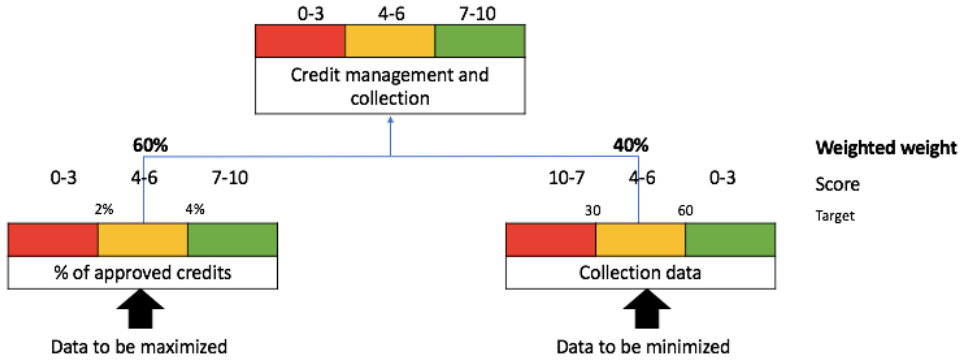 0-3 4-6 7-10
Credit management and
collection
60% 40% Weighted weight
0-3 4-6 7-10 10-7 4-6 0-3 Score
2% 4% 30 60 Target
% of approved credits Collection data
Data to be maximized Data to be minimized